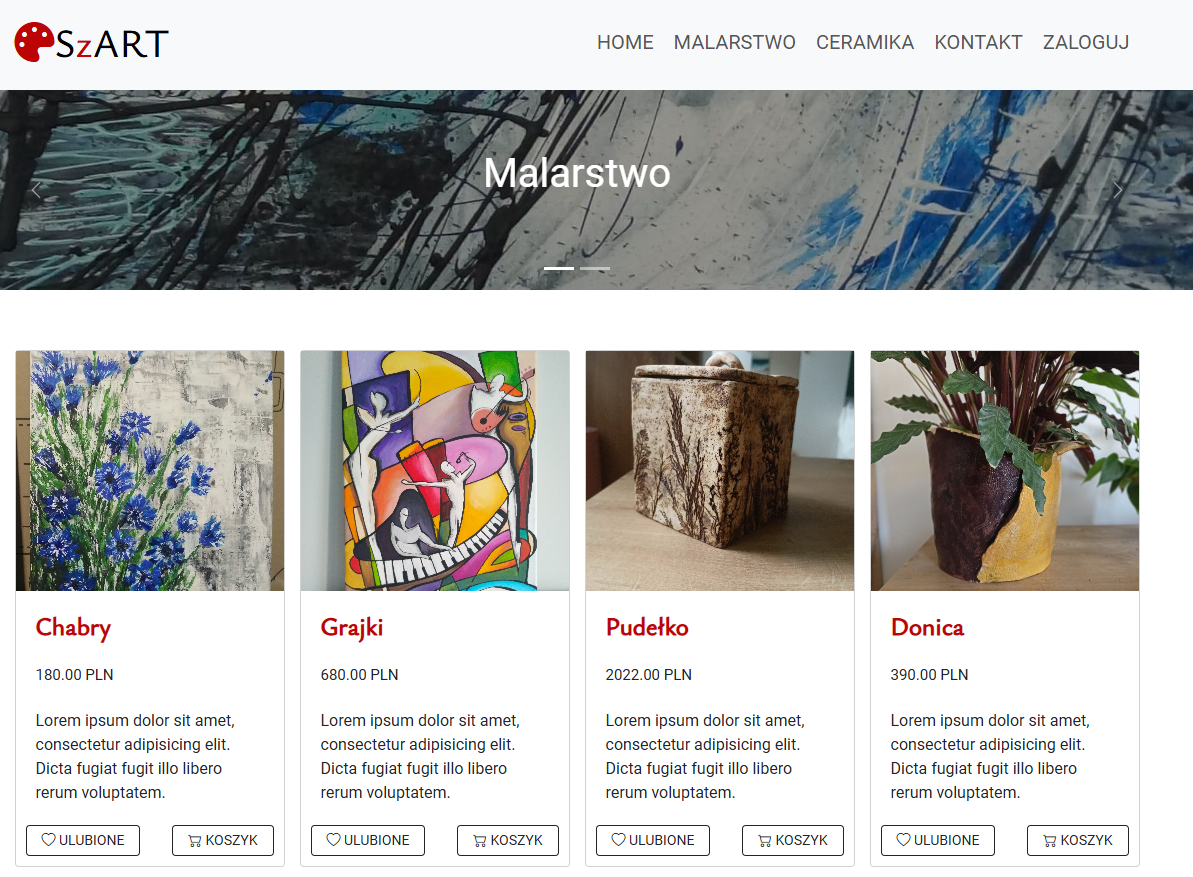 SzART
HOME MALARSTWO CERAMIKA KONTAKT ZALOGUJ
Malarstwo
Chabry
180.00 PLN
Lorem ipsum dolor sit amet,
consectetur adipisicing elit.
Dicta fugiat fugit illo libero
rerum voluptatem.
ULUBIONE KOSZYK
Grajki
680.00 PLN
Lorem ipsum dolor sit amet,
consectetur adipisicing elit.
Dicta fugiat fugit illo libero
rerum voluptatem.
ULUBIONE KOSZYK
Pudełko
2022.00 PLN
Lorem ipsum dolor sit amet,
consectetur adipisicing elit.
Dicta fugiat fugit illo libero
rerum voluptatem.
ULUBIONE KOSZYK
Donica
390.00 PLN
Lorem ipsum dolor sit amet,
consectetur adipisicing elit.
Dicta fugiat fugit illo libero
rerum voluptatem.
ULUBIONE KOSZYK